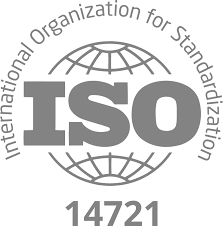 International Organization for Standardization
ISO
14721